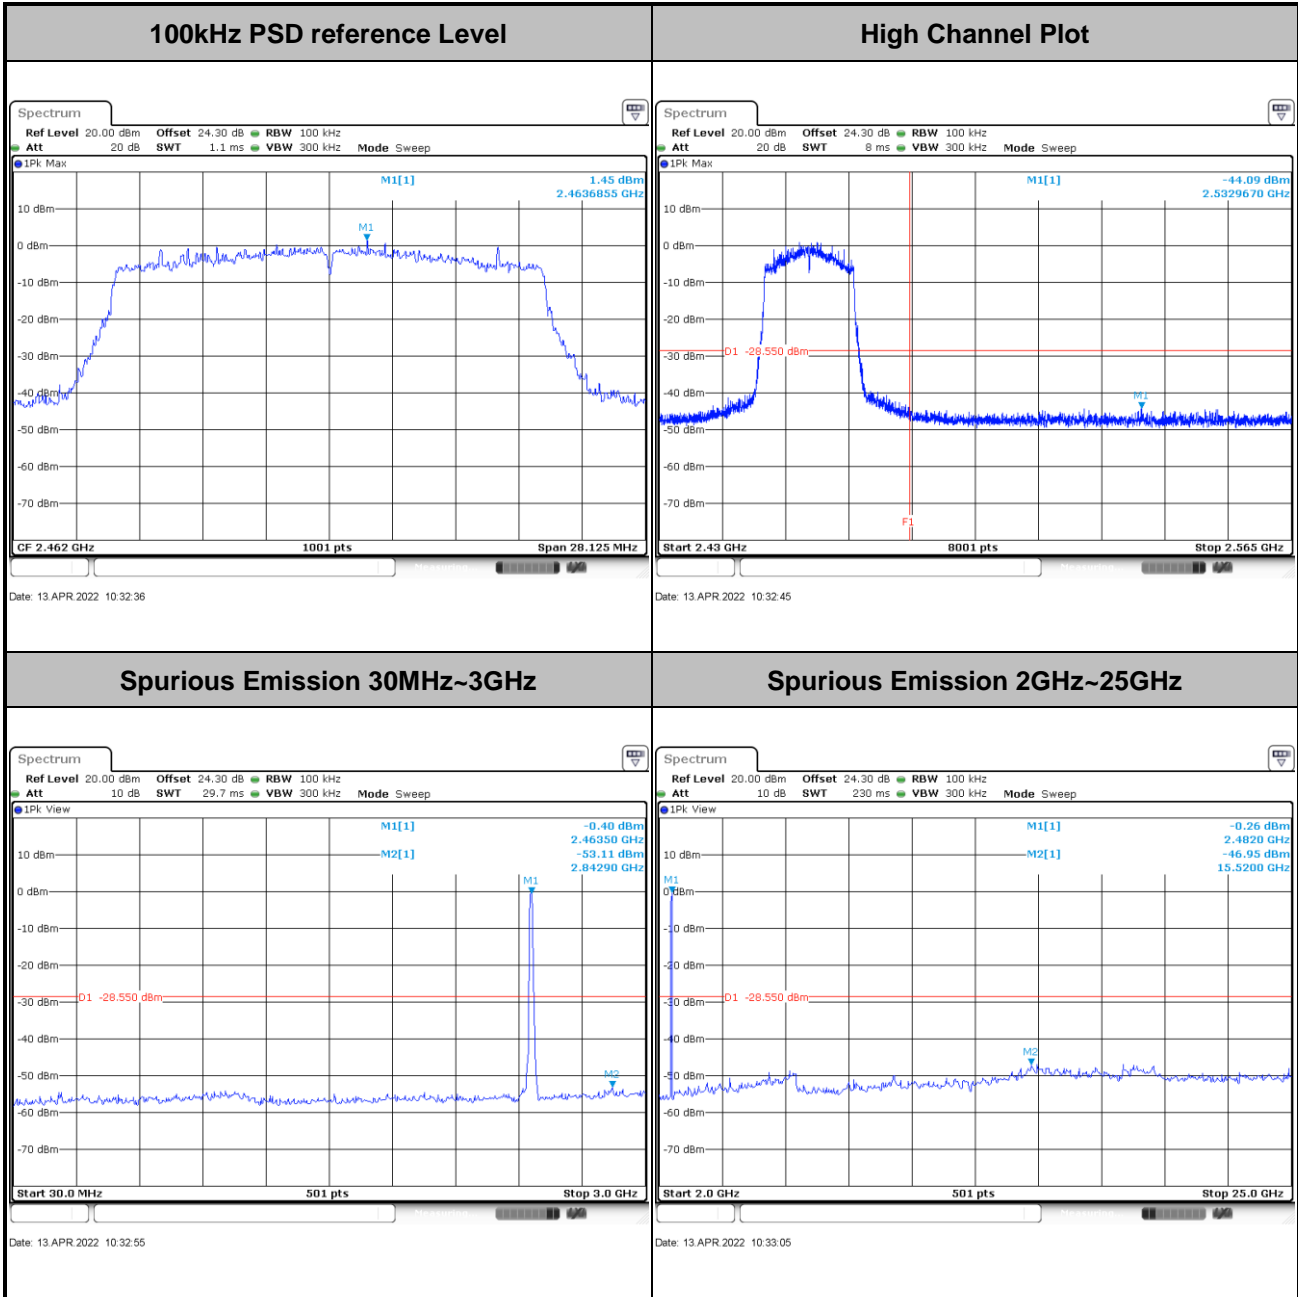 100kHz PSD reference Level
High Channel Plot
Spectrum
Ref Level 20.00 dBm Offset 24.30 dB RBW 100 kHz
Att 20 dB SWT 1.1 ms VBW 300 kHz Mode Sweep
1Pk Max
M1[1] 1.45 dBm
2.4636855 GHz
10 dBm
M1
0 dBm
-10 dBm
-20 dBm
-30 dBm
-40 dBm
-50 dBm
-60 dBm
-70 dBm
CF 2.462 GHz 1001 pts Span 28.125 MHz
Measuring
Date: 13.APR.2022 10:32:36
Spectrum
Ref Level 20.00 dBm Offset 24.30 dB RBW 100 kHz
Att 20 dB SWT 8 ms VBW 300 kHz Mode Sweep
1Pk Max
M1[1] -44.09 dBm
2.5329670 GHz
10 dBm
0 dBm
-10 dBm
-20 dBm
D1 -28.550 dBm
-30 dBm
-40 dBm
M1
-50 dBm
-60 dBm
-70 dBm
F1
Start 2.43 GHz 8001 pts Stop 2.565 GHz
Measuring
Date: 13.APR.2022 10:32:45
Spurious Emission 30MHz~3GHz
Spurious Emission 2GHz~25GHz
Spectrum
Ref Level 20.00 dBm Offset 24.30 dB RBW 100 kHz
Att 10 dB SWT 29.7 ms VBW 300 kHz Mode Sweep
1Pk View
M1[1] -0.40 dBm
2.46350 GHz
10 dBm
M2[1] -53.11 dBm
2.84290 GHz
M1
0 dBm
-10 dBm
-20 dBm
D1 -28.550 dBm
-30 dBm
-40 dBm
-50 dBm
M2
-60 dBm
-70 dBm
Start 30.0 MHz 501 pts Stop 3.0 GHz
Measuring
Date: 13.APR.2022 10:32:55
Spectrum
Ref Level 20.00 dBm Offset 24.30 dB RBW 100 kHz
Att 10 dB SWT 230 ms VBW 300 kHz Mode Sweep
1Pk View
M1[1] -0.26 dBm
2.4820 GHz
10 dBm
M2[1] -46.95 dBm
15.5200 GHz
M1
0 dBm
-10 dBm
-20 dBm
D1 -28.550 dBm
-30 dBm
-40 dBm
M2
-50 dBm
-60 dBm
-70 dBm
Start 2.0 GHz 501 pts Stop 25.0 GHz
Measuring
Date: 13.APR.2022 10:33:05